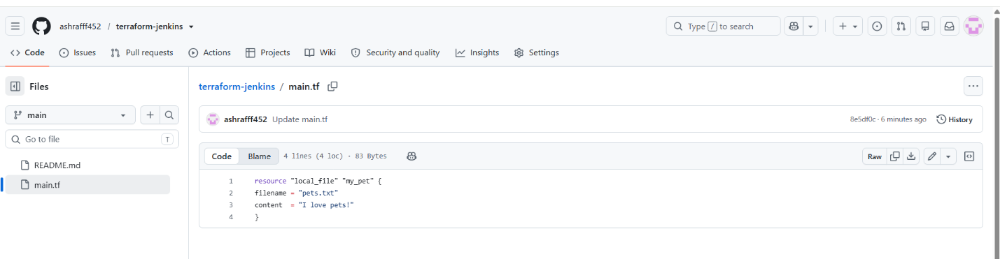 ashrafff452 / terraform-jenkins
Type / to search
Code Issues Pull requests Actions Projects Wiki Security and quality Insights Settings
Files
terraform-jenkins / main.tf
main
ashrafff452 Update main.tf 8e5df0c · 6 minutes ago History
Go to file T
Code Blame 4 lines (4 loc) · 83 Bytes Raw
README.md
main.tf
1 resource "local_file" "my_pet" {
2 filename = "pets.txt"
3 content  = "I love pets!"
4 }